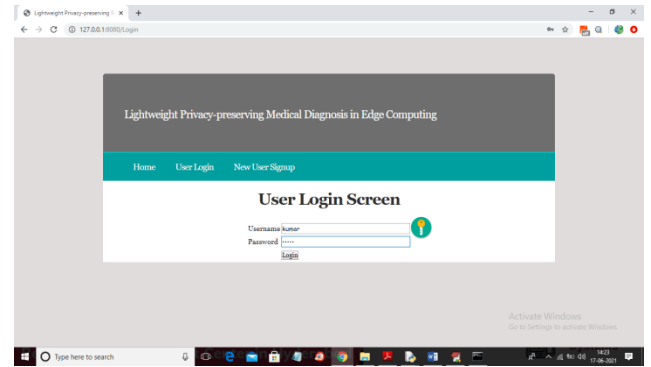 Lightweight Privacy-preserving
127.0.0.1:8080/Login
Lightweight Privacy-preserving Medical Diagnosis in Edge Computing
Home User Login New User Signup
User Login Screen
Username kumar
Password .....
Login
Activate Windows
Go to Settings to activate Windows.
Type here to search
14:23
17-06-2021